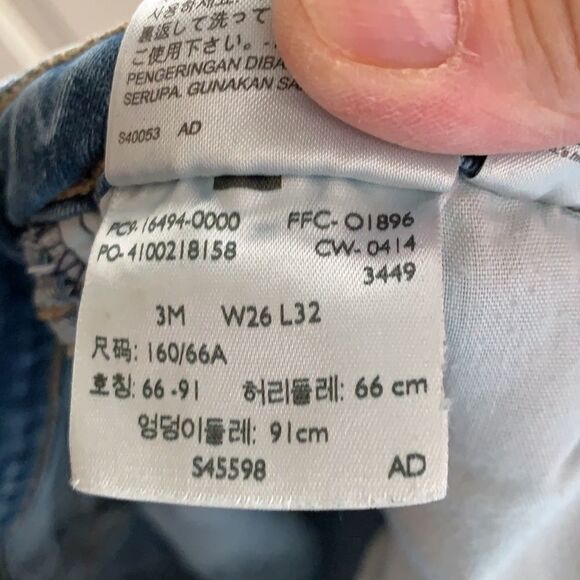 裏返して洗って
ご使用下さい。
PENGERINGAN DIBA
SERUPA. GUNAKAN SA
S40053 AD
PC9-16494-0000 FFC-01896
PO-4100218158 CW-0414
3449
3M W26 L32
尺码: 160/66A
호칭: 66-91 허리둘레: 66 cm
엉덩이둘레: 91cm
S45598 AD